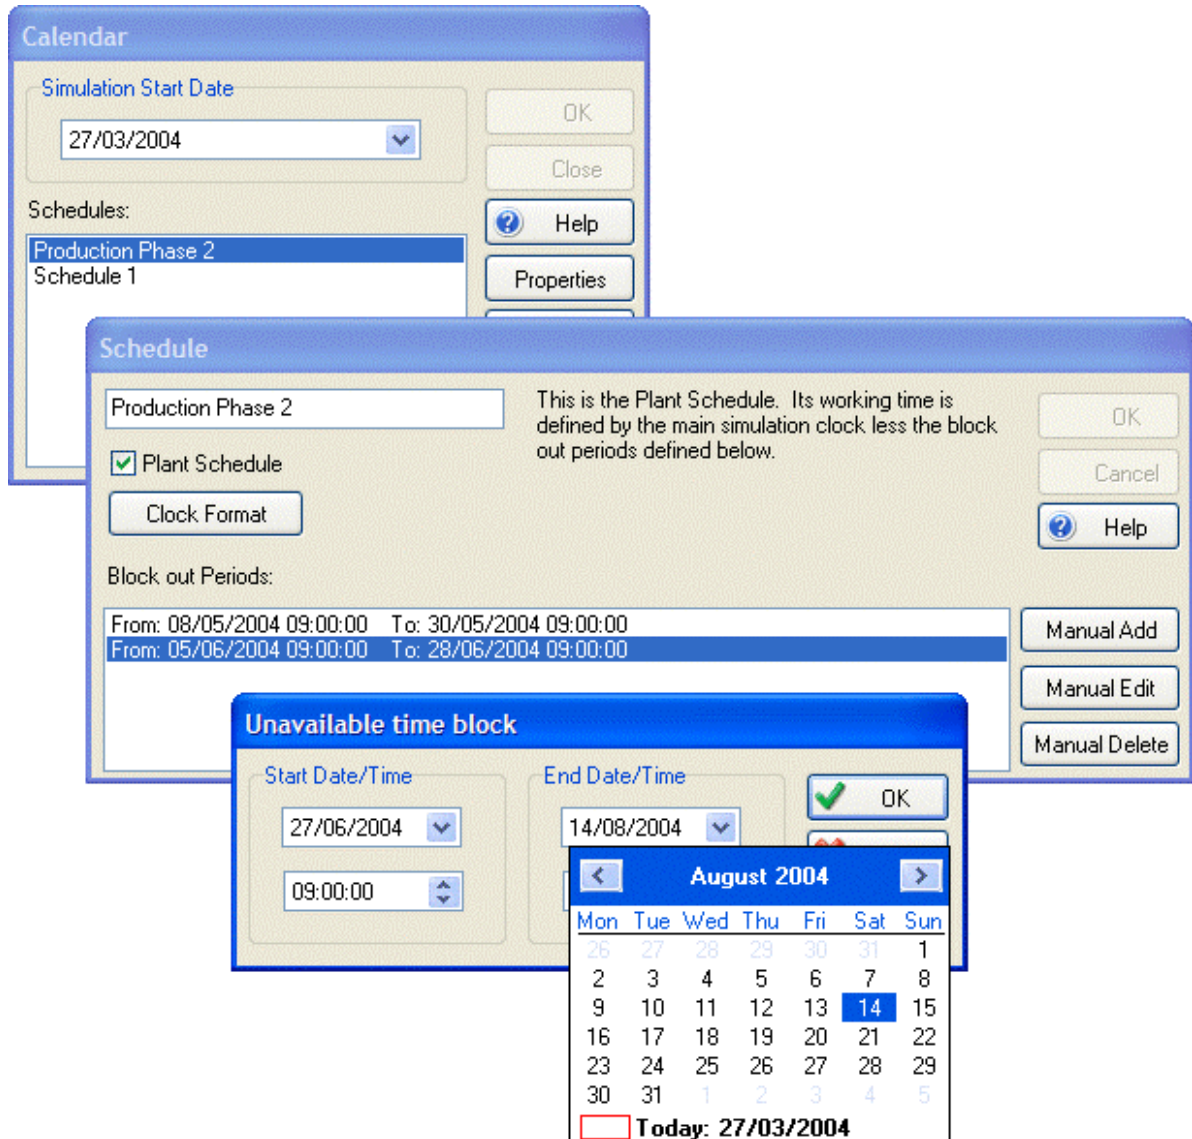 Calendar
Simulation Start Date
27/03/2004
OK
Close
Schedules:
Help
Production Phase 2
Schedule 1
Properties
Schedule
Production Phase 2
This is the Plant Schedule. Its working time is
defined by the main simulation clock less the block
out periods defined below.
OK
Plant Schedule
Cancel
Clock Format
Help
Block out Periods:
From: 08/05/2004 09:00:00 To: 30/05/2004 09:00:00
From: 05/06/2004 09:00:00 To: 28/06/2004 09:00:00
Manual Add
Manual Edit
Manual Delete
Unavailable time block
Start Date/Time
End Date/Time
OK
27/06/2004
14/08/2004
09:00:00
August 2004
Mon Tue Wed Thu Fri Sat Sun
26 27 28 29 30 31 1
2 3 4 5 6 7 8
9 10 11 12 13 14 15
16 17 18 19 20 21 22
23 24 25 26 27 28 29
30 31 1 2 3 4 5
Today: 27/03/2004